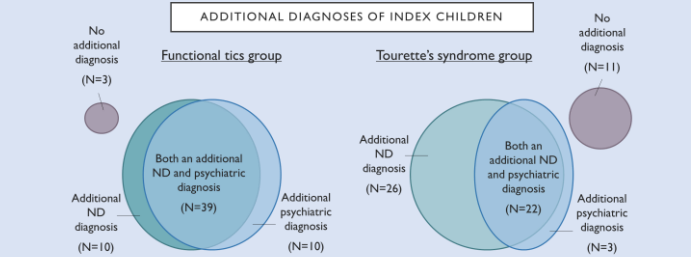 ADDITIONAL DIAGNOSES OF INDEX CHILDREN
Functional tics group
No
additional
diagnosis
(N=3)
Both an additional
ND and psychiatric
diagnosis
(N=39)
Additional
ND
diagnosis
(N=10)
Additional
psychiatric
diagnosis
(N=10)
Tourette's syndrome group
No
additional
diagnosis
(N=11)
Additional
ND
diagnosis
(N=26)
Both an
additional ND
and psychiatric
diagnosis
(N=22)
Additional
psychiatric
diagnosis
(N=3)